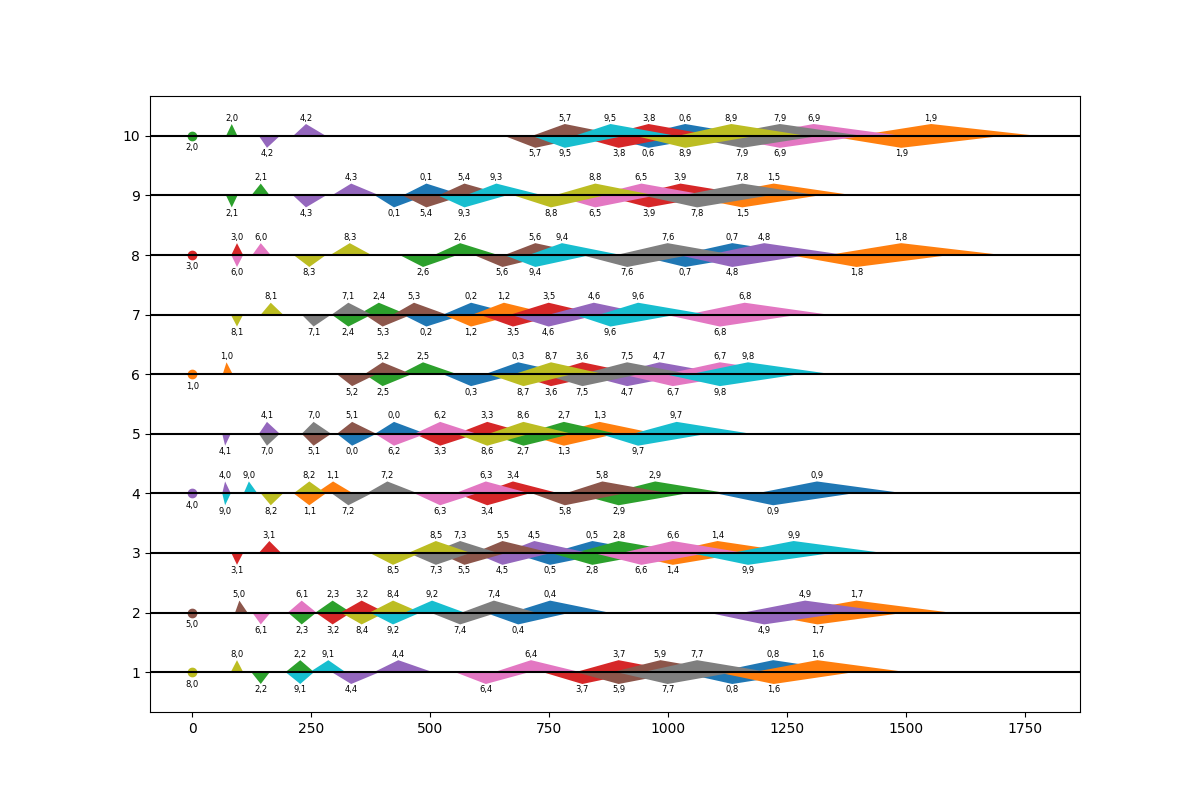 2,0 4,2 5,7 9,5 3,8 0,6 8,9 7,9 6,9 1,9
10
2,0 4,2 5,7 9,5 3,8 0,6 8,9 7,9 6,9 1,9
2,1 4,3 0,1 5,4 9,3 8,8 6,5 3,9 7,8 1,5
9
2,1 4,3 0,1 5,4 9,3 8,8 6,5 3,9 7,8 1,5
3,0 6,0 8,3 2,6 5,6 9,4 7,6 0,7 4,8 1,8
8
3,0 6,0 8,3 2,6 5,6 9,4 7,6 0,7 4,8 1,8
8,1 7,1 2,4 5,3 0,2 1,2 3,5 4,6 9,6 6,8
7
8,1 7,1 2,4 5,3 0,2 1,2 3,5 4,6 9,6 6,8
1,0 5,2 2,5 0,3 8,7 3,6 7,5 4,7 6,7 9,8
6
1,0 5,2 2,5 0,3 8,7 3,6 7,5 4,7 6,7 9,8
4,1 7,0 5,1 0,0 6,2 3,3 8,6 2,7 1,3 9,7
5
4,1 7,0 5,1 0,0 6,2 3,3 8,6 2,7 1,3 9,7
4,0 9,0 8,2 1,1 7,2 6,3 3,4 5,8 2,9 0,9
4
4,0 9,0 8,2 1,1 7,2 6,3 3,4 5,8 2,9 0,9
3,1 8,5 7,3 5,5 4,5 0,5 2,8 6,6 1,4 9,9
3
3,1 8,5 7,3 5,5 4,5 0,5 2,8 6,6 1,4 9,9
5,0 6,1 2,3 3,2 8,4 9,2 7,4 0,4 4,9 1,7
2
5,0 6,1 2,3 3,2 8,4 9,2 7,4 0,4 4,9 1,7
8,0 2,2 9,1 4,4 6,4 3,7 5,9 7,7 0,8 1,6
1
8,0 2,2 9,1 4,4 6,4 3,7 5,9 7,7 0,8 1,6
0 250 500 750 1000 1250 1500 1750